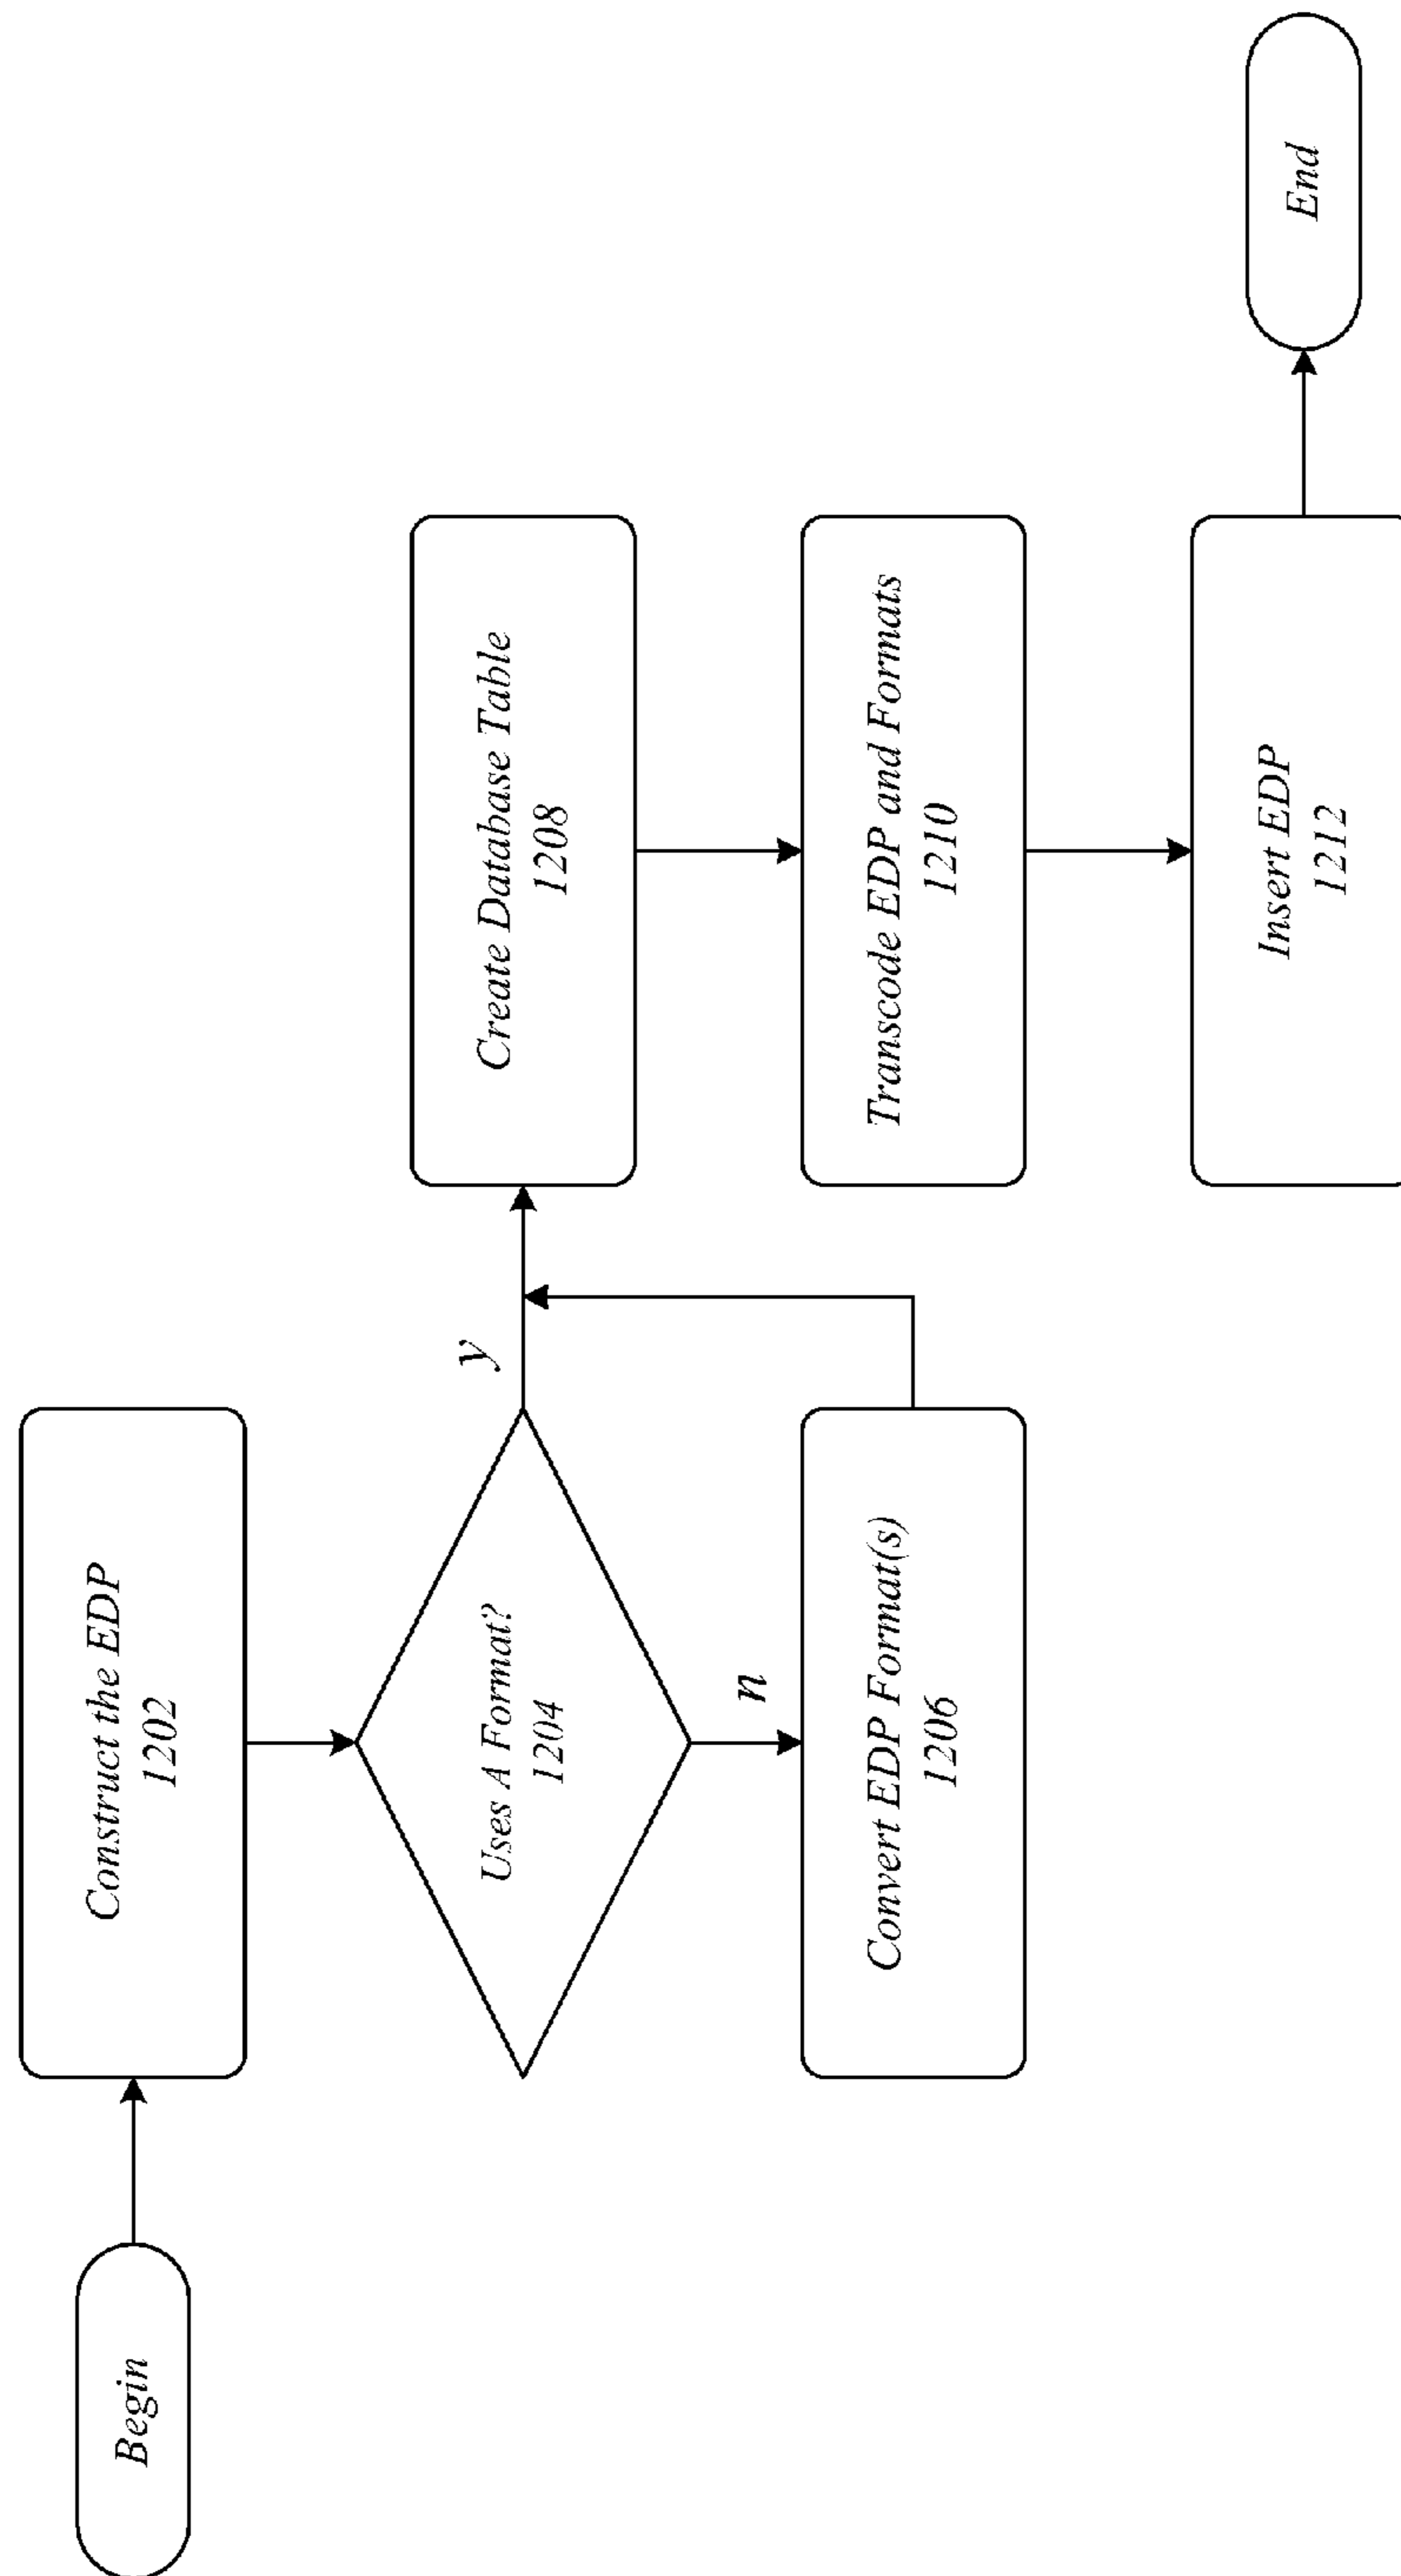 Begin
Construct the EDP
1202
Uses A Format?
1204
y
n
Convert EDP Format(s)
1206
Create Database Table
1208
Transcode EDP and Formats
1210
Insert EDP
1212
End